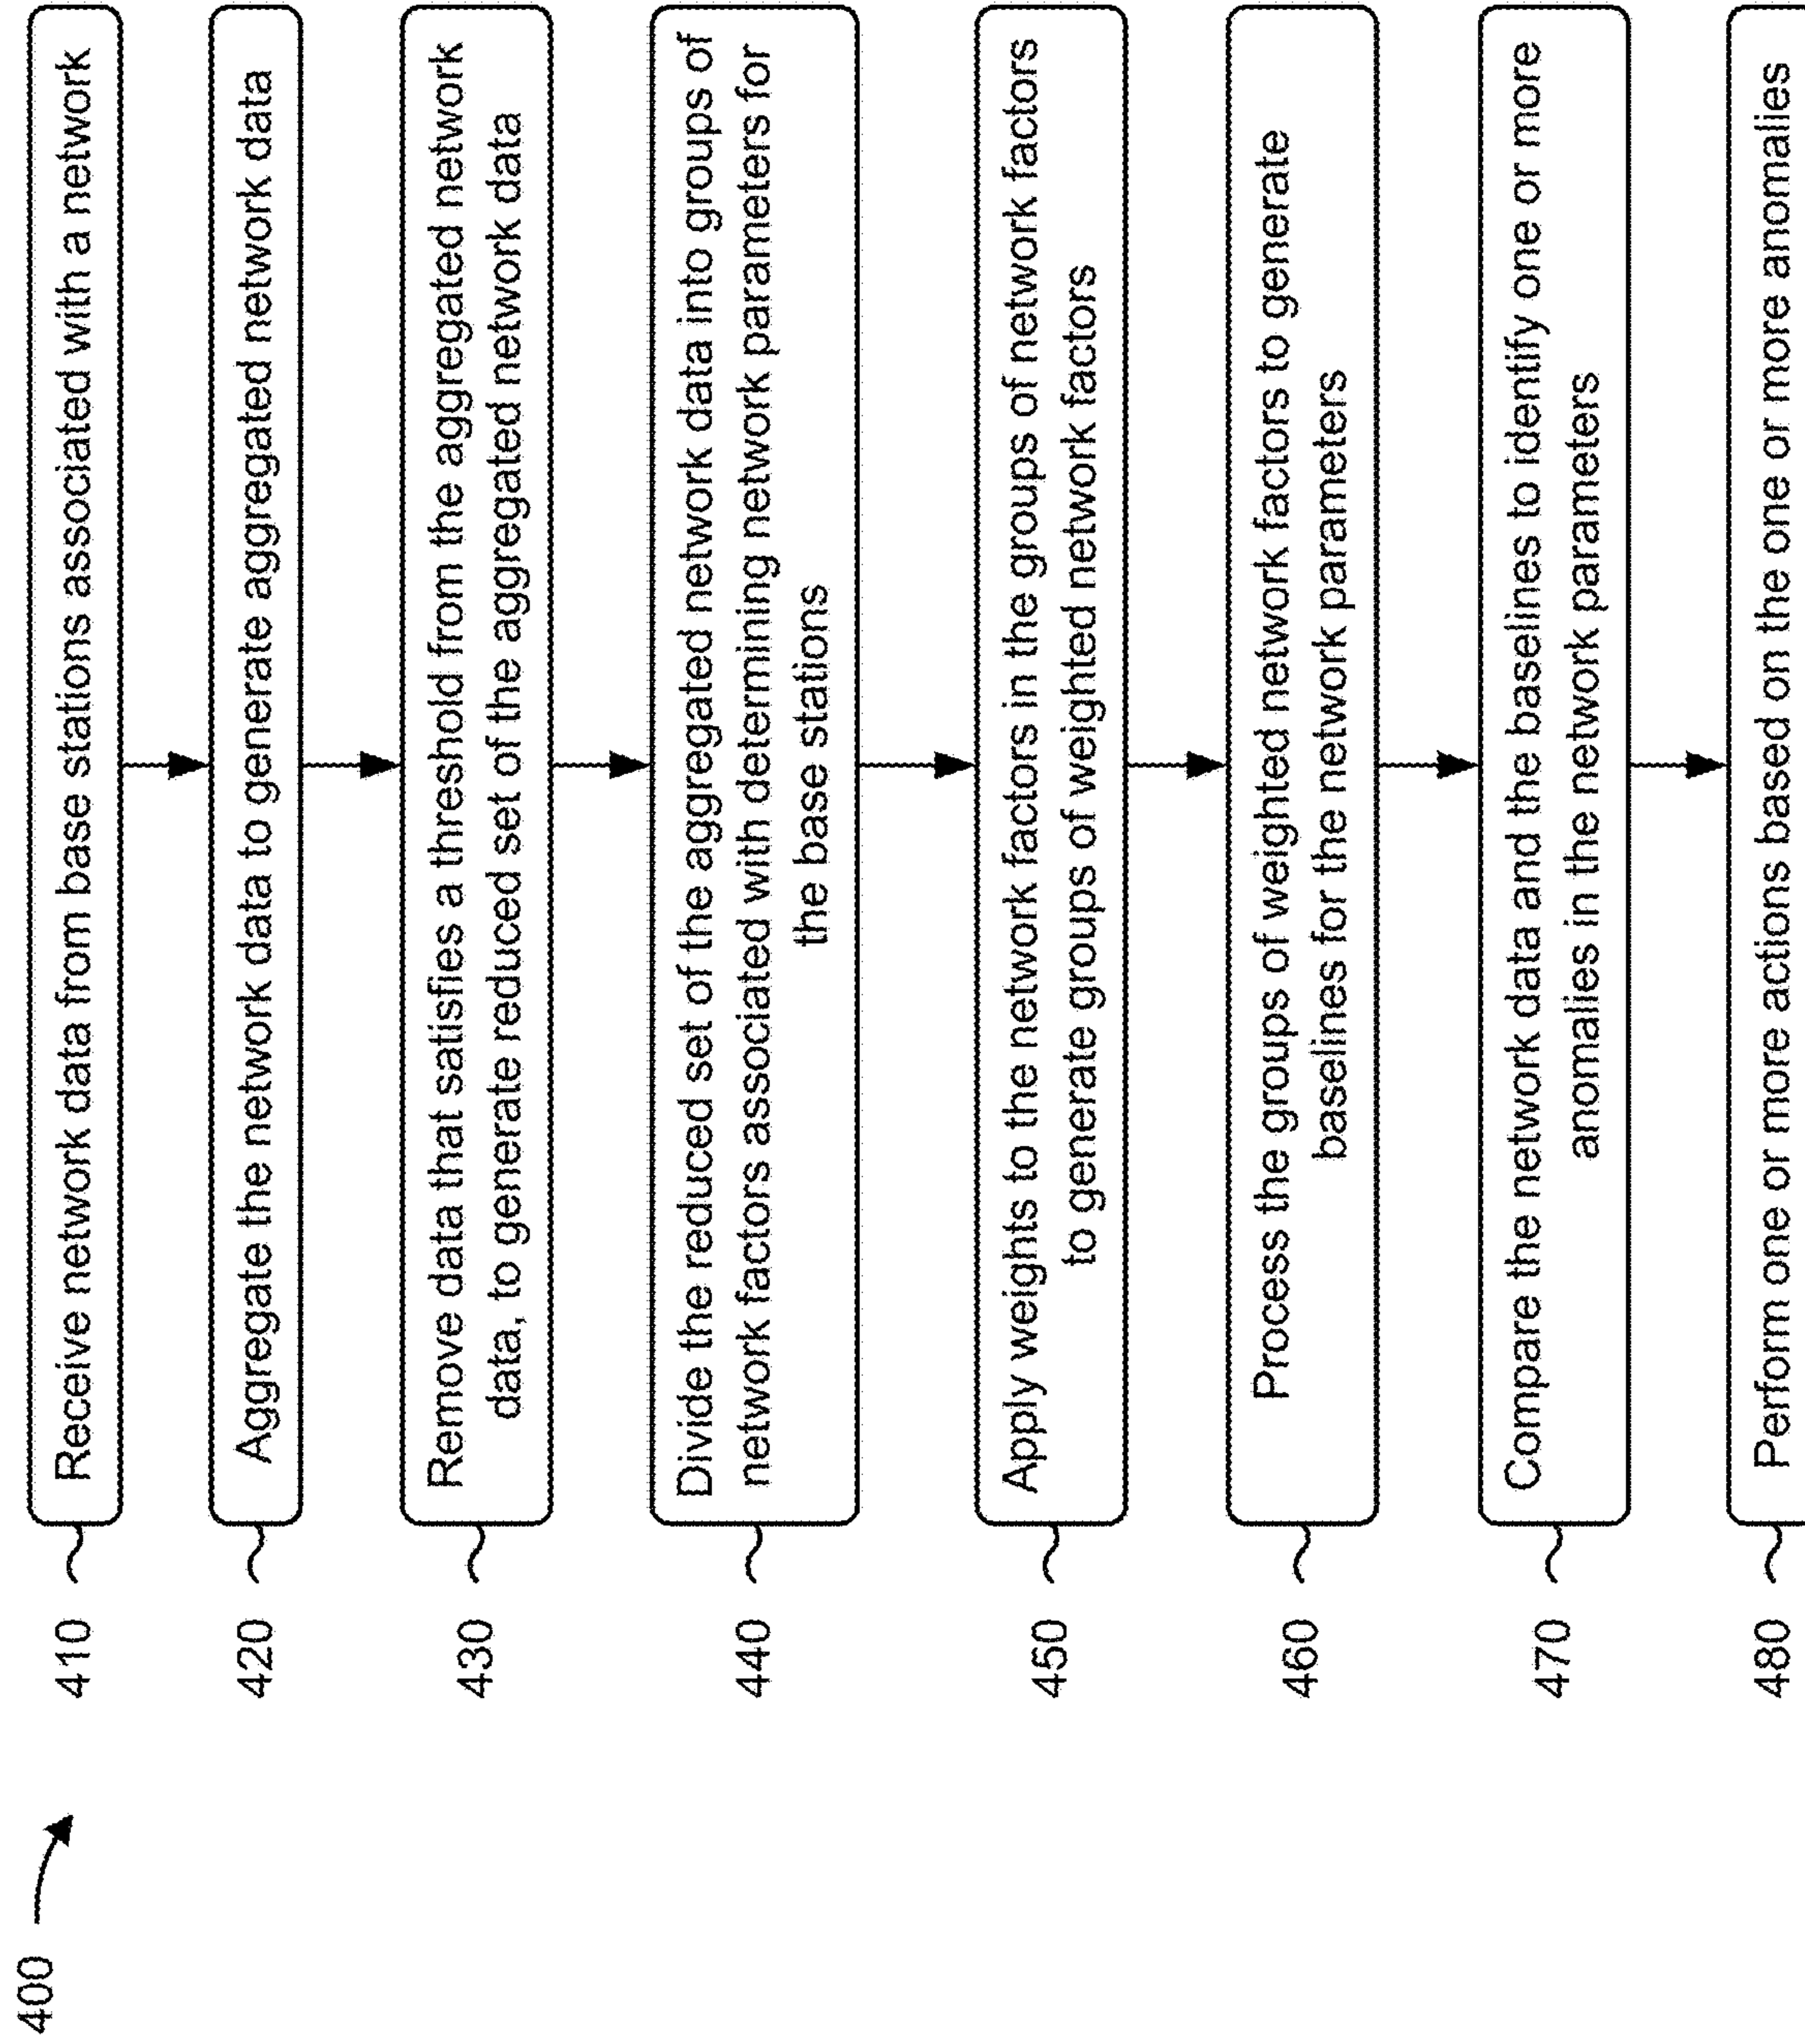 400
410
Receive network data from base stations associated with a network
420
Aggregate the network data to generate aggregated network data
430
Remove data that satisfies a threshold from the aggregated network
data, to generate reduced set of the aggregated network data
440
Divide the reduced set of the aggregated network data into groups of
network factors associated with determining network parameters for
the base stations
450
Apply weights to the network factors in the groups of network factors
to generate groups of weighted network factors
460
Process the groups of weighted network factors to generate
baselines for the network parameters
470
Compare the network data and the baselines to identify one or more
anomalies in the network parameters
480
Perform one or more actions based on the one or more anomalies